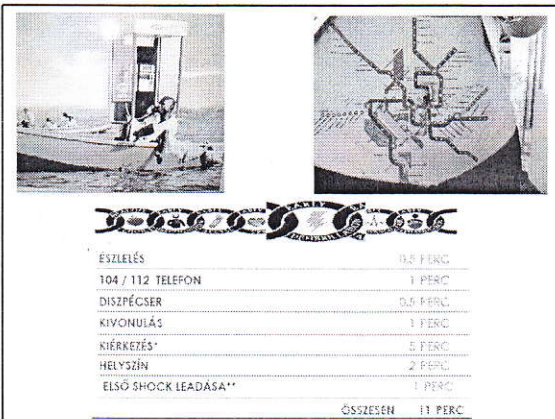 ÉSZLELÉS 0,5 PERC
104 / 112 TELEFON 1 PERC
DISZPÉCSER 0,5 PERC
KIVONULÁS 1 PERC
KIÉRKEZÉS* 5 PERC
HELYSZÍN 2 PERC
ELSŐ SHOCK LEADÁSA** 1 PERC
ÖSSZESEN 11 PERC